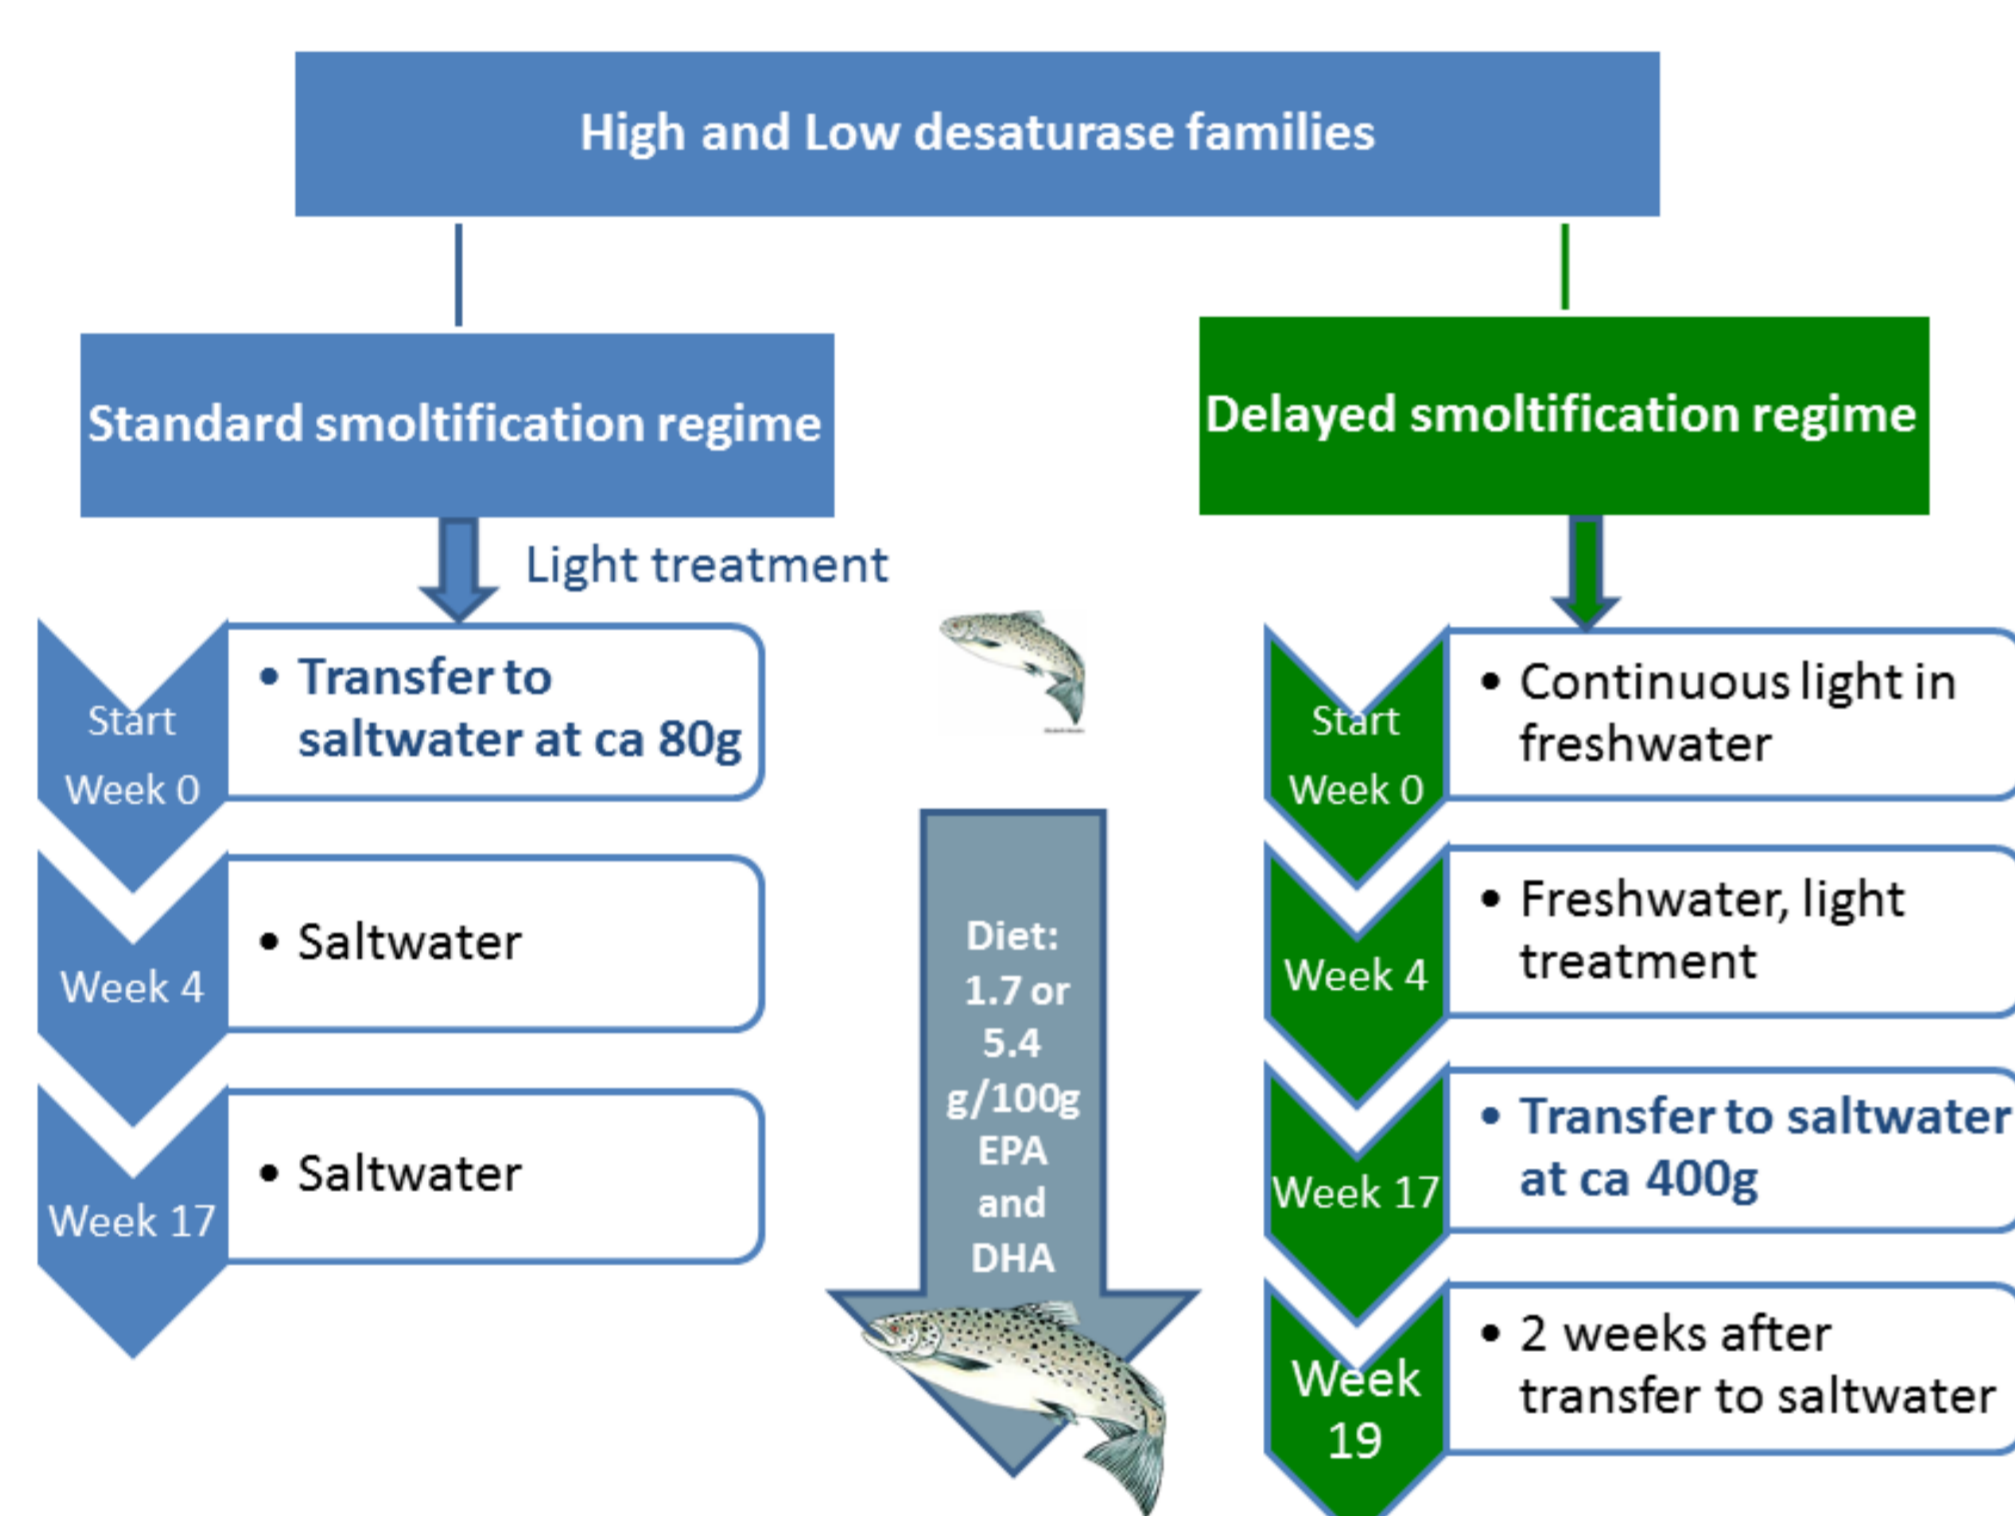 High and Low desaturase families
Standard smoltification regime
Delayed smoltification regime
Light treatment
Start
Week 0
• Transfer to
saltwater at ca 80g
Week 4
• Saltwater
Week 17
• Saltwater
Diet:
1.7 or
5.4
g/100g
EPA
and
DHA
Start
Week 0
• Continuous light in
freshwater
Week 4
• Freshwater, light
treatment
Week 17
• Transfer to saltwater
at ca 400g
Week
19
• 2 weeks after
transfer to saltwater